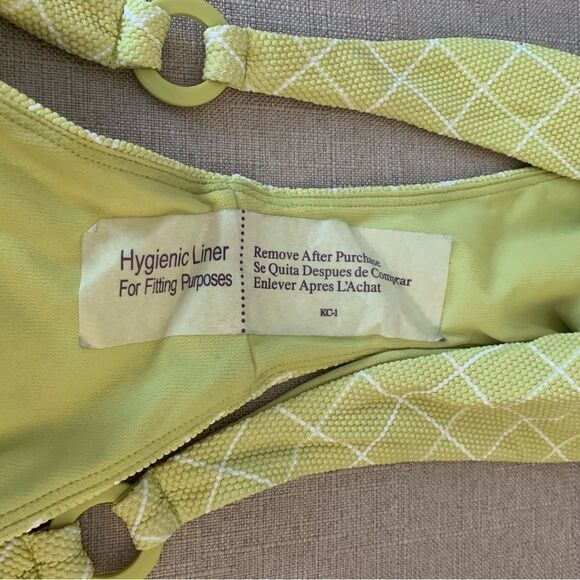 Hygienic Liner
For Fitting Purposes
Remove After Purchase
Se Quita Despues de Comprar
Enlever Apres L'Achat
KC-1